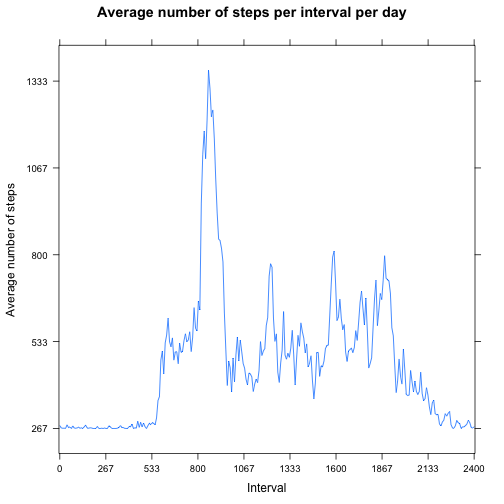 Average number of steps per interval per day
1333
1067
800
533
267
Average number of steps
0 267 533 800 1067 1333 1600 1867 2133 2400
Interval